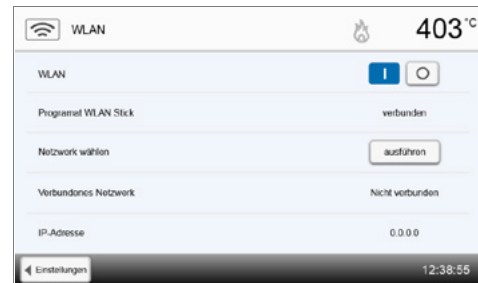 WLAN
403 °C
WLAN I O
Programat WLAN Stick verbunden
Netzwerk wählen ausführen
Verbundenes Netzwerk Nicht verbunden
IP-Adresse 0.0.0.0
Einstellungen 12:38:55